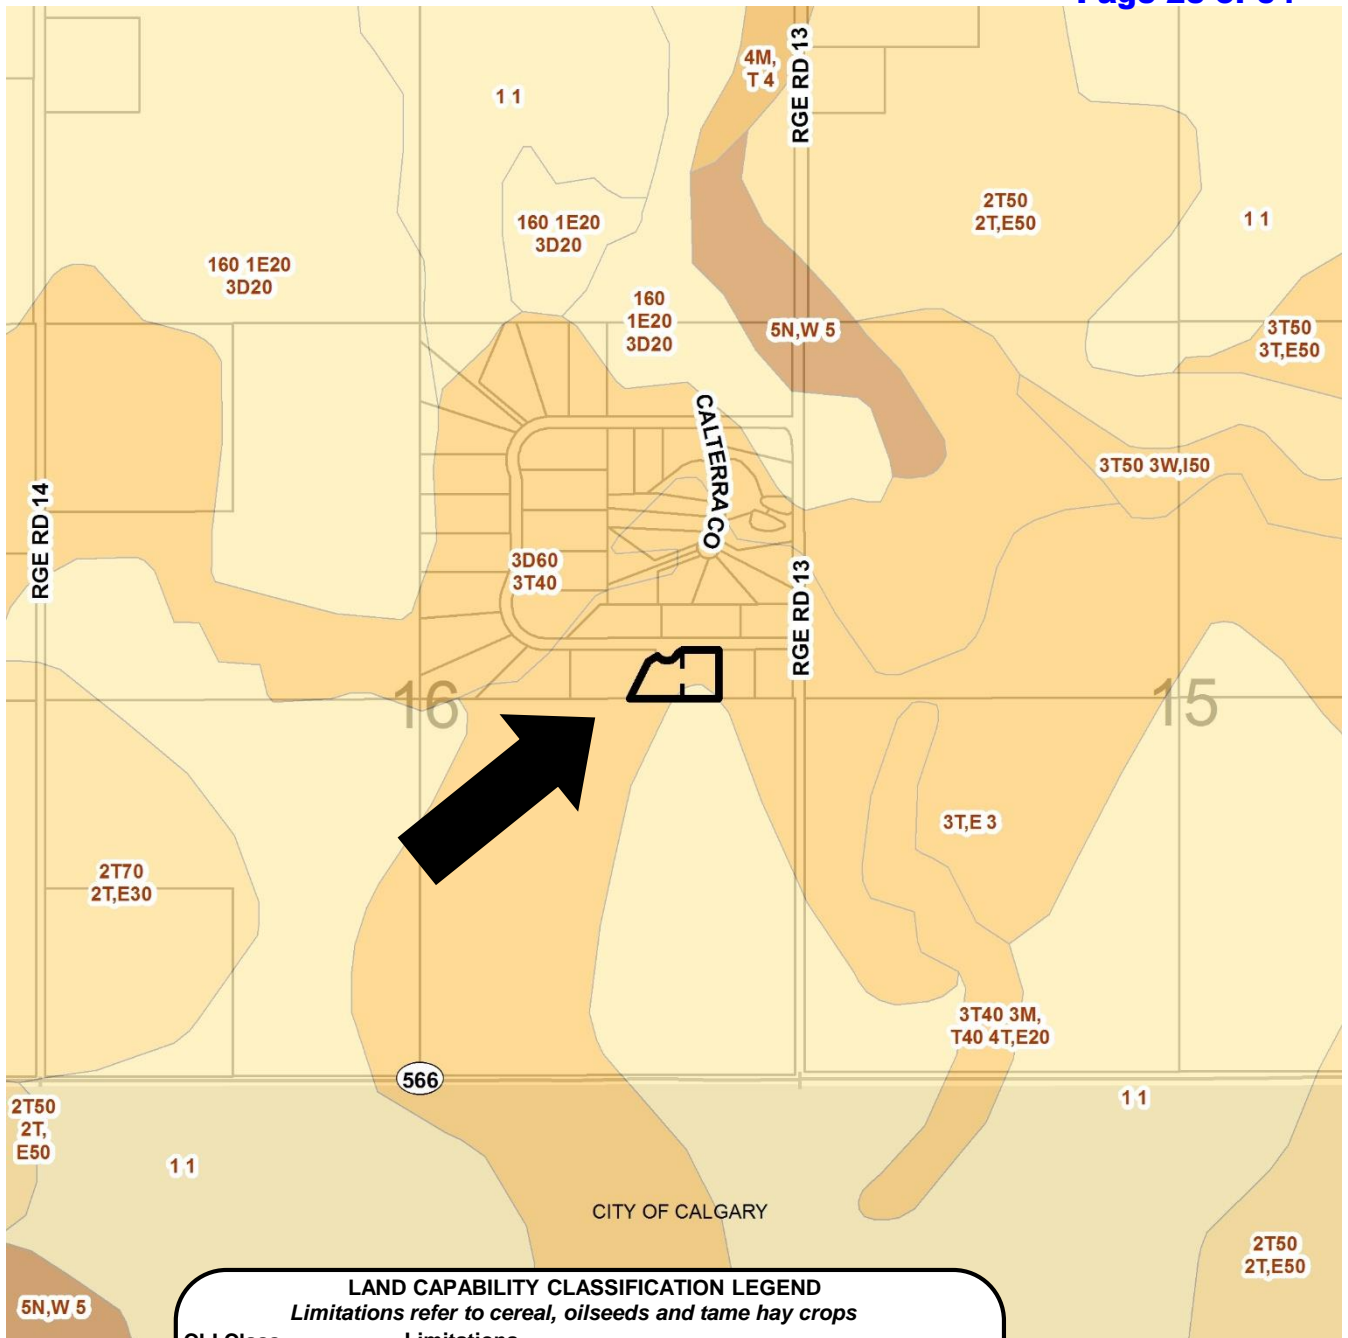 4M,
T 4
RGE RD 13
1 1
2T50
2T,E50
1 1
160 1E20
3D20
160 1E20
3D20
160
1E20
3D20
5N,W 5
3T50
3T,E50
CALTERRA CO
3T50 3W,I50
RGE RD 14
3D60
3T40
RGE RD 13
16
15
3T,E 3
2T70
2T,E30
3T40 3M,
T40 4T,E20
566
1 1
2T50
2T,
E50
1 1
CITY OF CALGARY
2T50
2T,E50
5N,W 5
LAND CAPABILITY CLASSIFICATION LEGEND
Limitations refer to cereal, oilseeds and tame hay crops